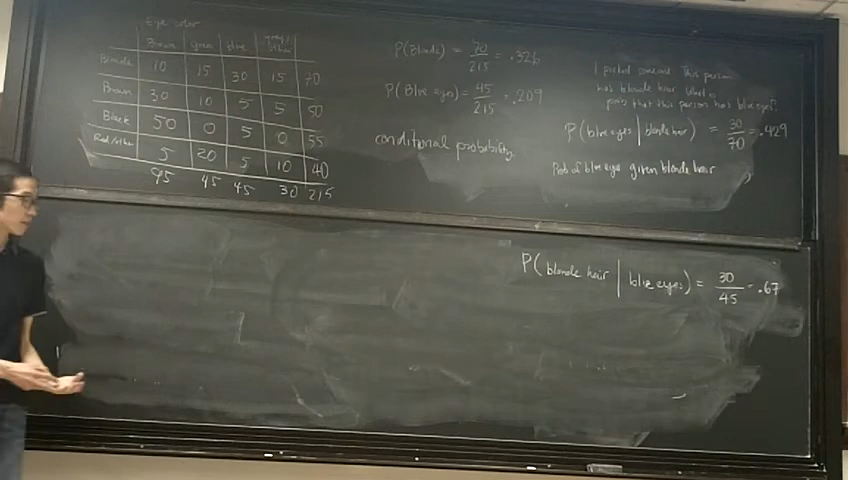 Eye color
Brown green blue gray/other
Blonde 10 15 30 15 70
Brown 30 10 5 5 50
Black 50 0 5 0 55
Red/other 5 20 5 10 40
95 45 45 30 215
P(Blonde) = 70/215 = .326
P(Blue eyes) = 45/215 = .209
conditional probability.
I picked someone. This person
has blonde hair. What is
prob that this person has blue eyes?
P(blue eyes | blonde hair) = 30/70 = .429
Prob of blue eyes given blonde hair
P(blonde hair | blue eyes) = 30/45 = .67